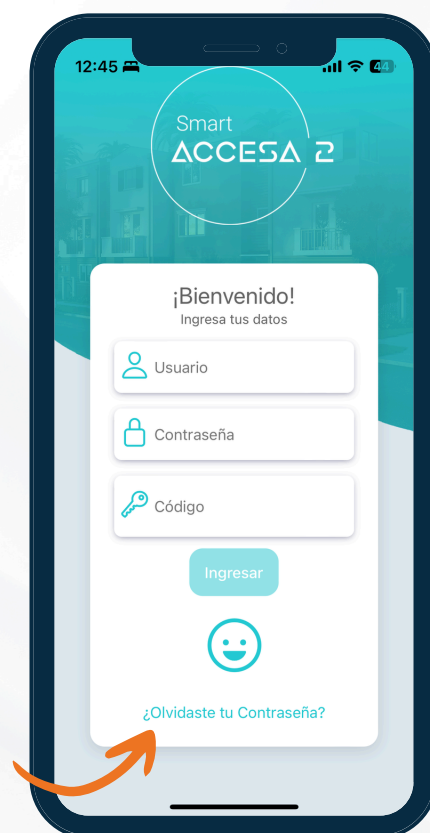 12:45
44
Smart
ACCESA 2
¡Bienvenido!
Ingresa tus datos
Usuario
Contraseña
Código
Ingresar
¿Olvidaste tu Contraseña?